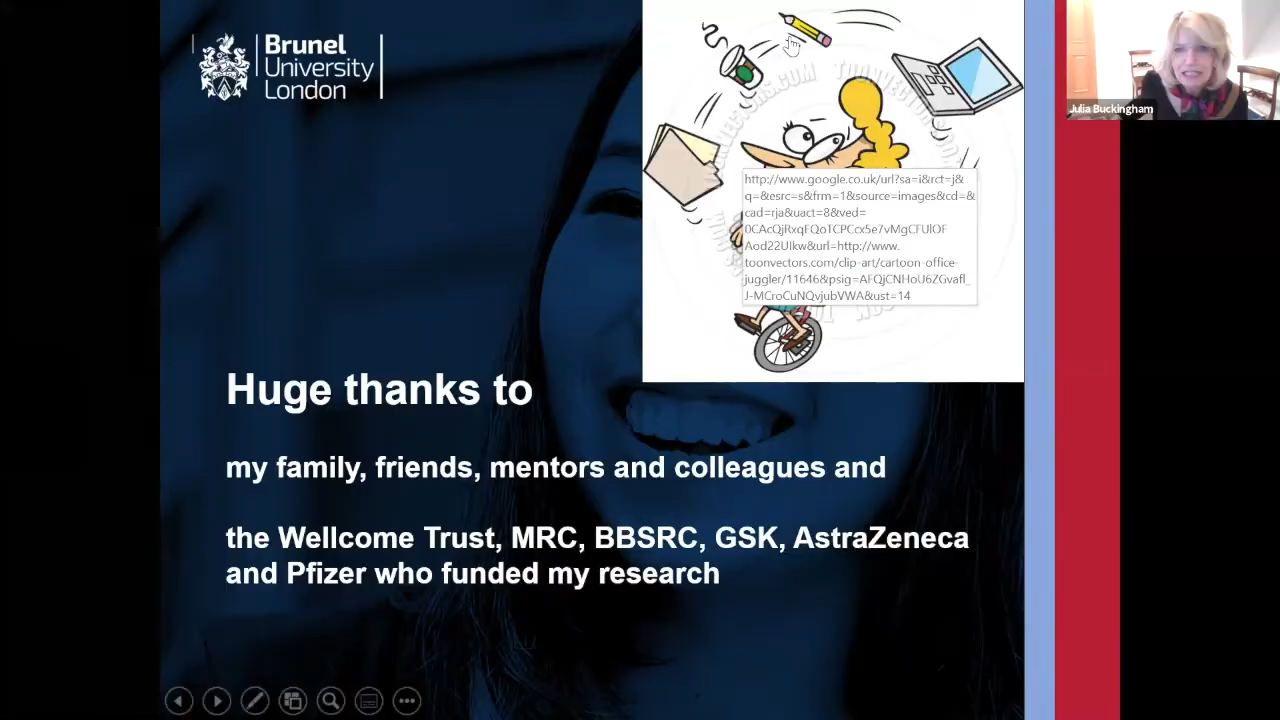 Brunel
University
London
TOONVECTORS.COM
http://www.google.co.uk/url?sa=i&rct=j&
q=&esrc=s&frm=1&source=images&cd=&
cad=rja&uact=8&ved=
0CAcQjRxqFQoTCPCcx5e7vMgCFUlOF
Aod22UIkw&url=http://www.
toonvectors.com/clip-art/cartoon-office-
juggler/11646&psig=AFQjCNHoU6ZGvafl_
J-MCroCuNQvjubVWA&ust=14
Julia Buckingham
Huge thanks to
my family, friends, mentors and colleagues and
the Wellcome Trust, MRC, BBSRC, GSK, AstraZeneca
and Pfizer who funded my research